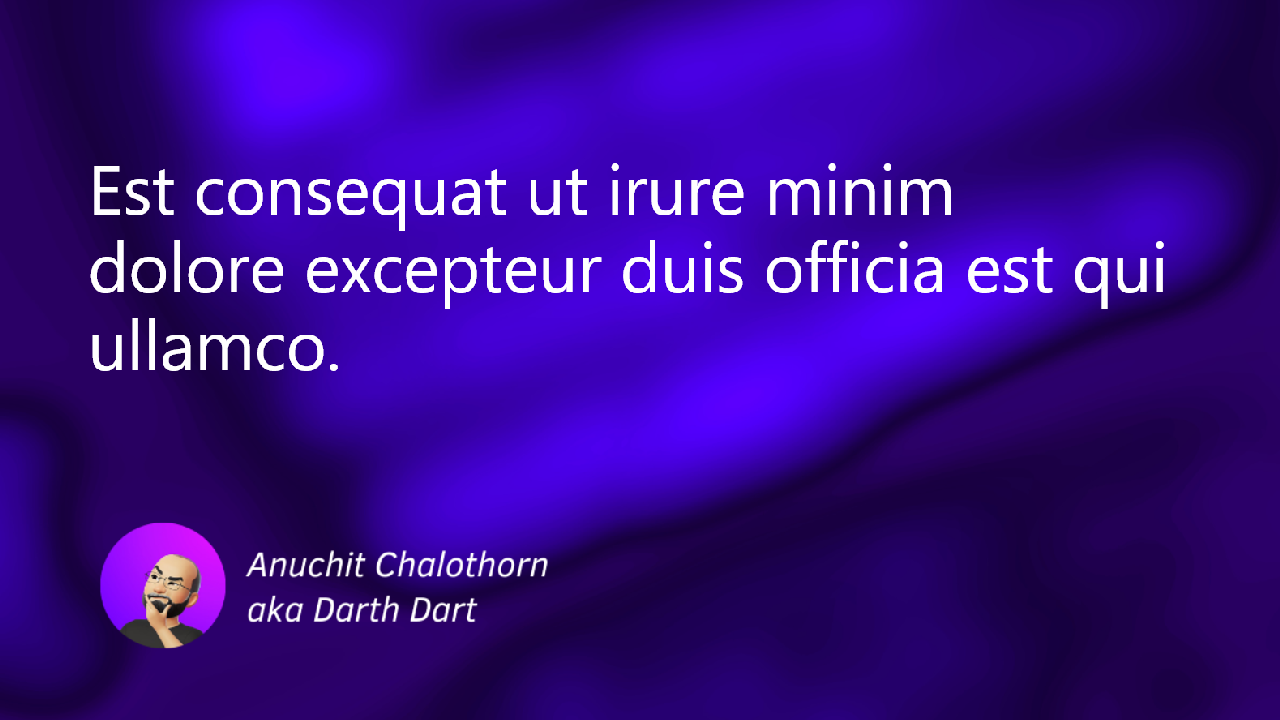 Est consequat ut irure minim
dolore excepteur duis officia est qui
ullamco.
Anuchit Chalothorn
aka Darth Dart